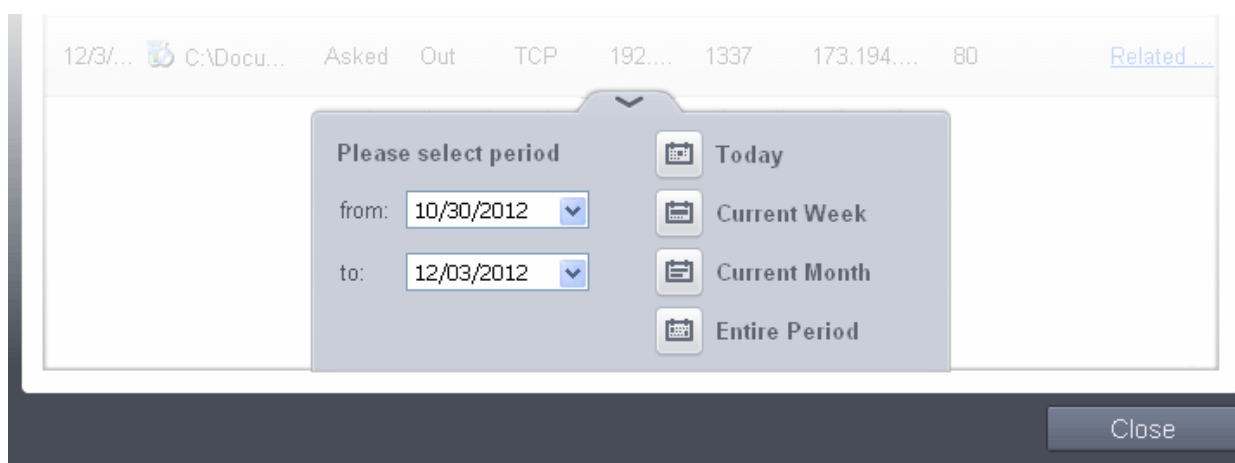 12/3/... C:\Docu... Asked Out TCP 192.... 1337 173.194.... 80 Related ...
Please select period
from: 10/30/2012
to: 12/03/2012
Today
Current Week
Current Month
Entire Period
Close